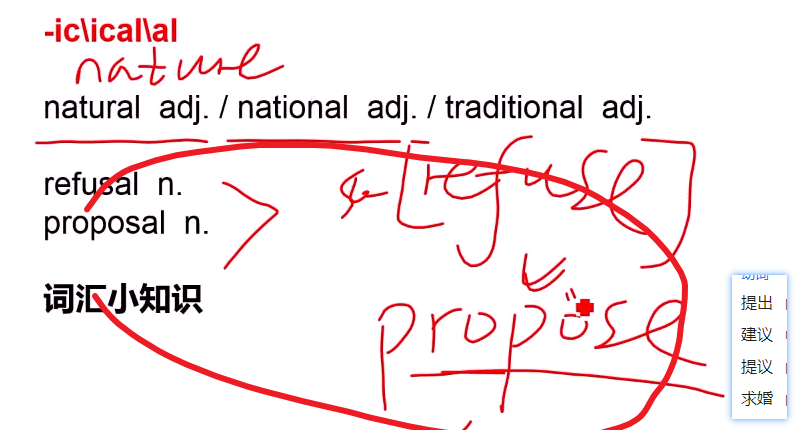 -ic\ical\al
nature
natural adj. / national adj. / traditional adj.
refusal n.
proposal n.
refuse
词汇小知识
propose
提出
建议
提议
求婚